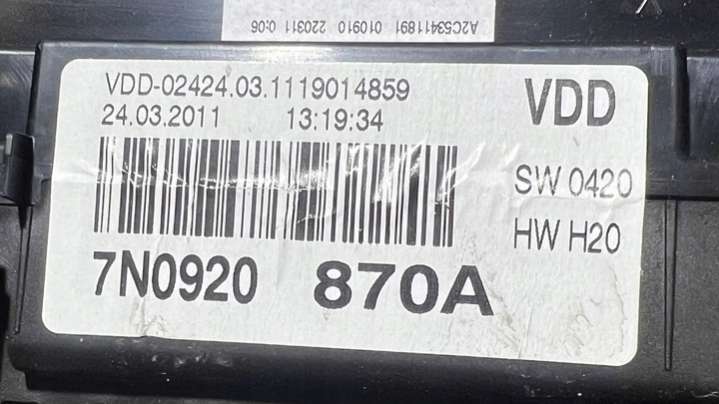 A2C53411891 010910 220311 0:06
VDD-02424.03.1119014859
24.03.2011 13:19:34
VDD
SW 0420
HW H20
7N0920 870A